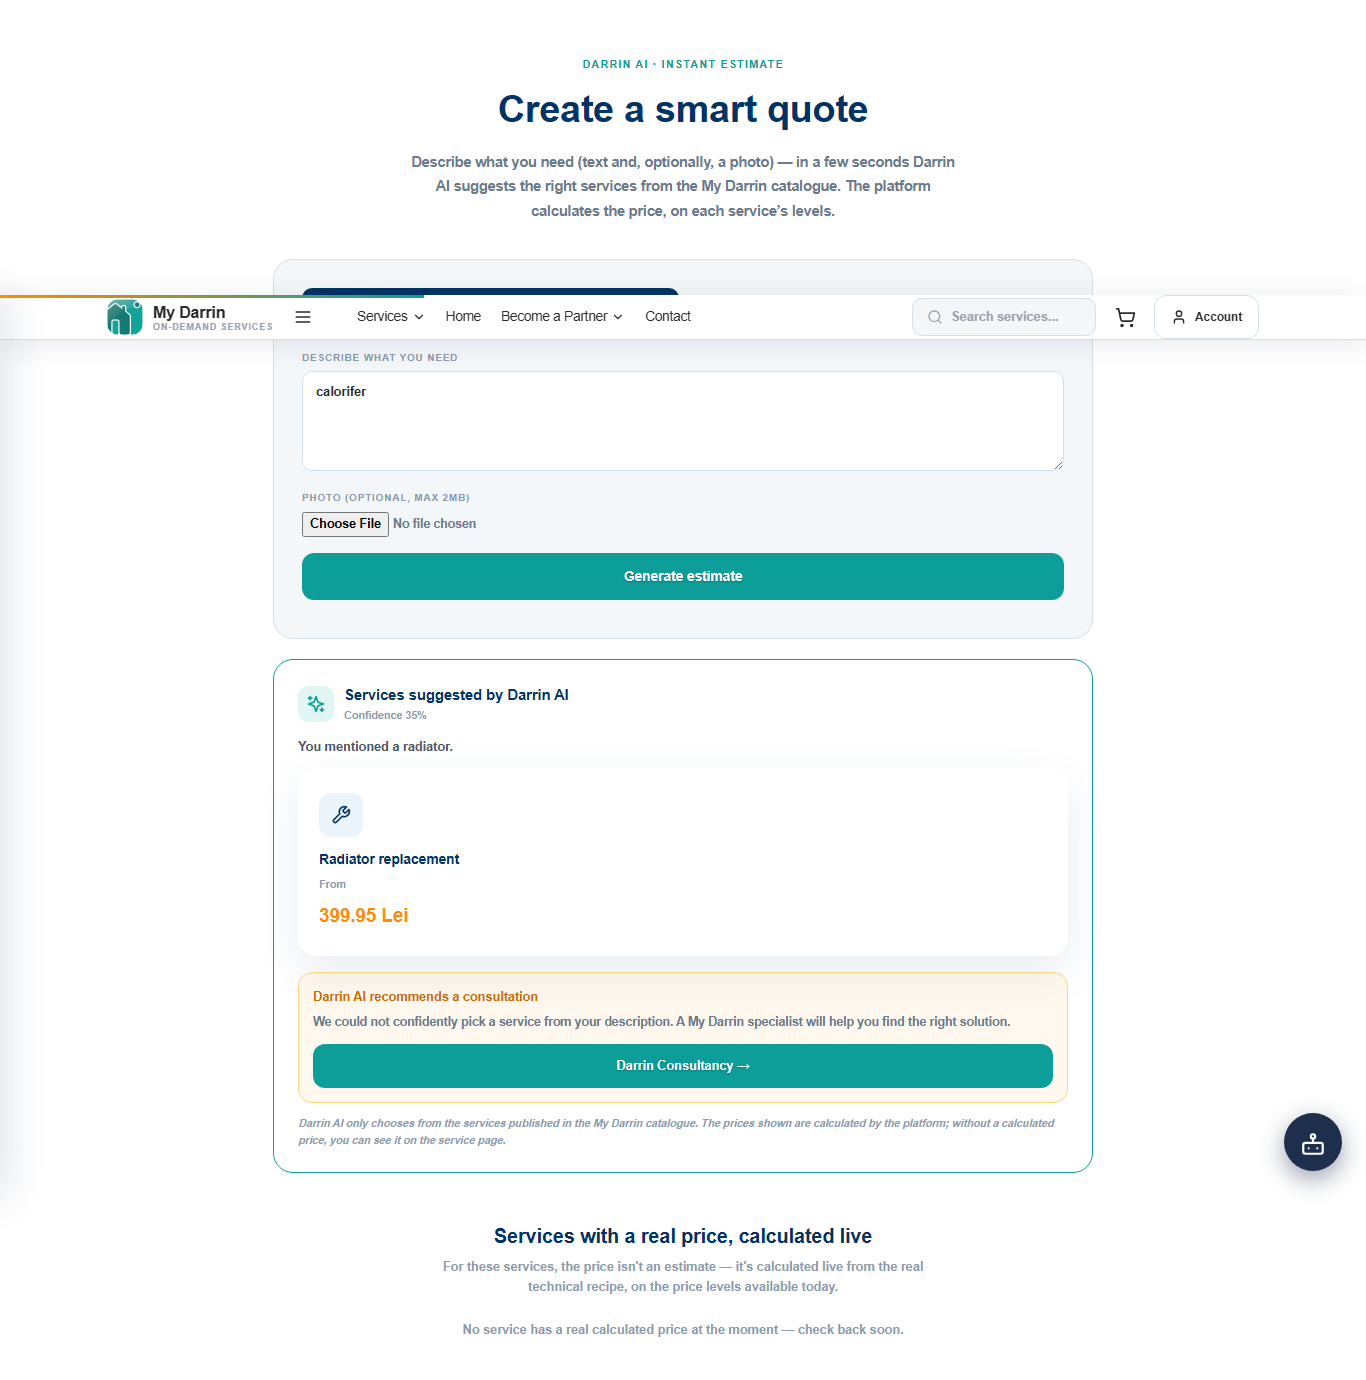 DARRIN AI · INSTANT ESTIMATE
Create a smart quote
Describe what you need (text and, optionally, a photo) — in a few seconds Darrin
AI suggests the right services from the My Darrin catalogue. The platform
calculates the price, on each service’s levels.
My Darrin
ON-DEMAND SERVICES
Services
Home
Become a Partner
Contact
Search services...
Account
DESCRIBE WHAT YOU NEED
calorifer
PHOTO (OPTIONAL, MAX 2MB)
Choose File No file chosen
Generate estimate
Services suggested by Darrin AI
Confidence 35%
You mentioned a radiator.
Radiator replacement
From
399.95 Lei
Darrin AI recommends a consultation
We could not confidently pick a service from your description. A My Darrin specialist will help you find the right solution.
Darrin Consultancy →
Darrin AI only chooses from the services published in the My Darrin catalogue. The prices shown are calculated by the platform; without a calculated
price, you can see it on the service page.
Services with a real price, calculated live
For these services, the price isn't an estimate — it's calculated live from the real
technical recipe, on the price levels available today.
No service has a real calculated price at the moment — check back soon.